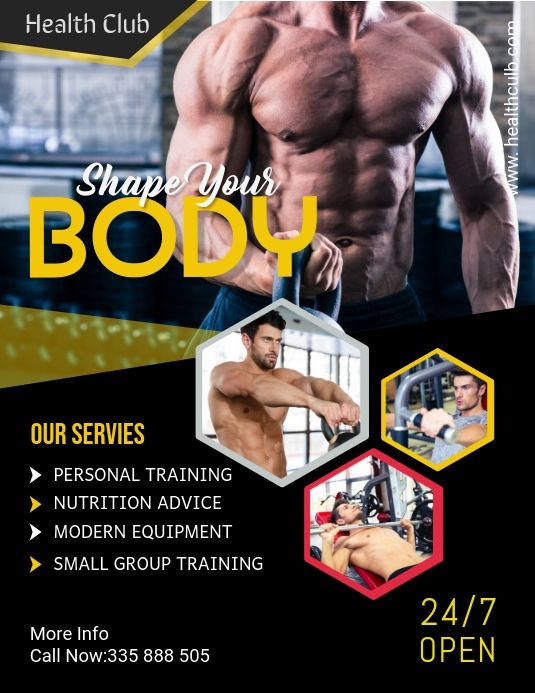 Health Club
www. healthculb.com
Shape Your
BODY
OUR SERVIES
PERSONAL TRAINING
NUTRITION ADVICE
MODERN EQUIPMENT
SMALL GROUP TRAINING
More Info
Call Now:335 888 505
24/7
OPEN